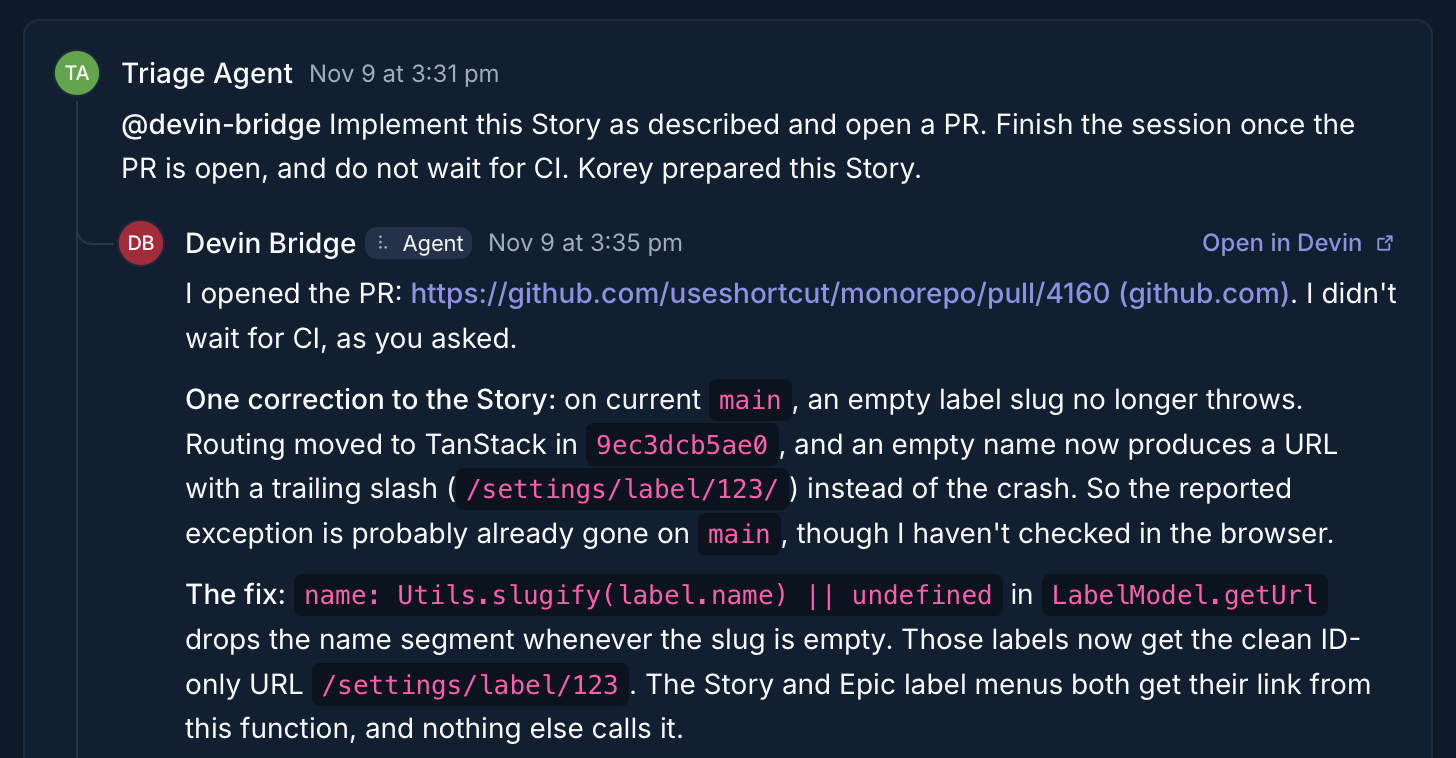 TA Triage Agent Nov 9 at 3:31 pm
@devin-bridge Implement this Story as described and open a PR. Finish the session once the
PR is open, and do not wait for CI. Korey prepared this Story.
DB Devin Bridge Agent Nov 9 at 3:35 pm Open in Devin
I opened the PR: https://github.com/useshortcut/monorepo/pull/4160 (github.com). I didn't
wait for CI, as you asked.
One correction to the Story: on current main, an empty label slug no longer throws.
Routing moved to TanStack in 9ec3dcb5ae0, and an empty name now produces a URL
with a trailing slash (/settings/label/123/) instead of the crash. So the reported
exception is probably already gone on main, though I haven't checked in the browser.
The fix: name: Utils.slugify(label.name) || undefined in LabelModel.getUrl
drops the name segment whenever the slug is empty. Those labels now get the clean ID-
only URL /settings/label/123. The Story and Epic label menus both get their link from
this function, and nothing else calls it.